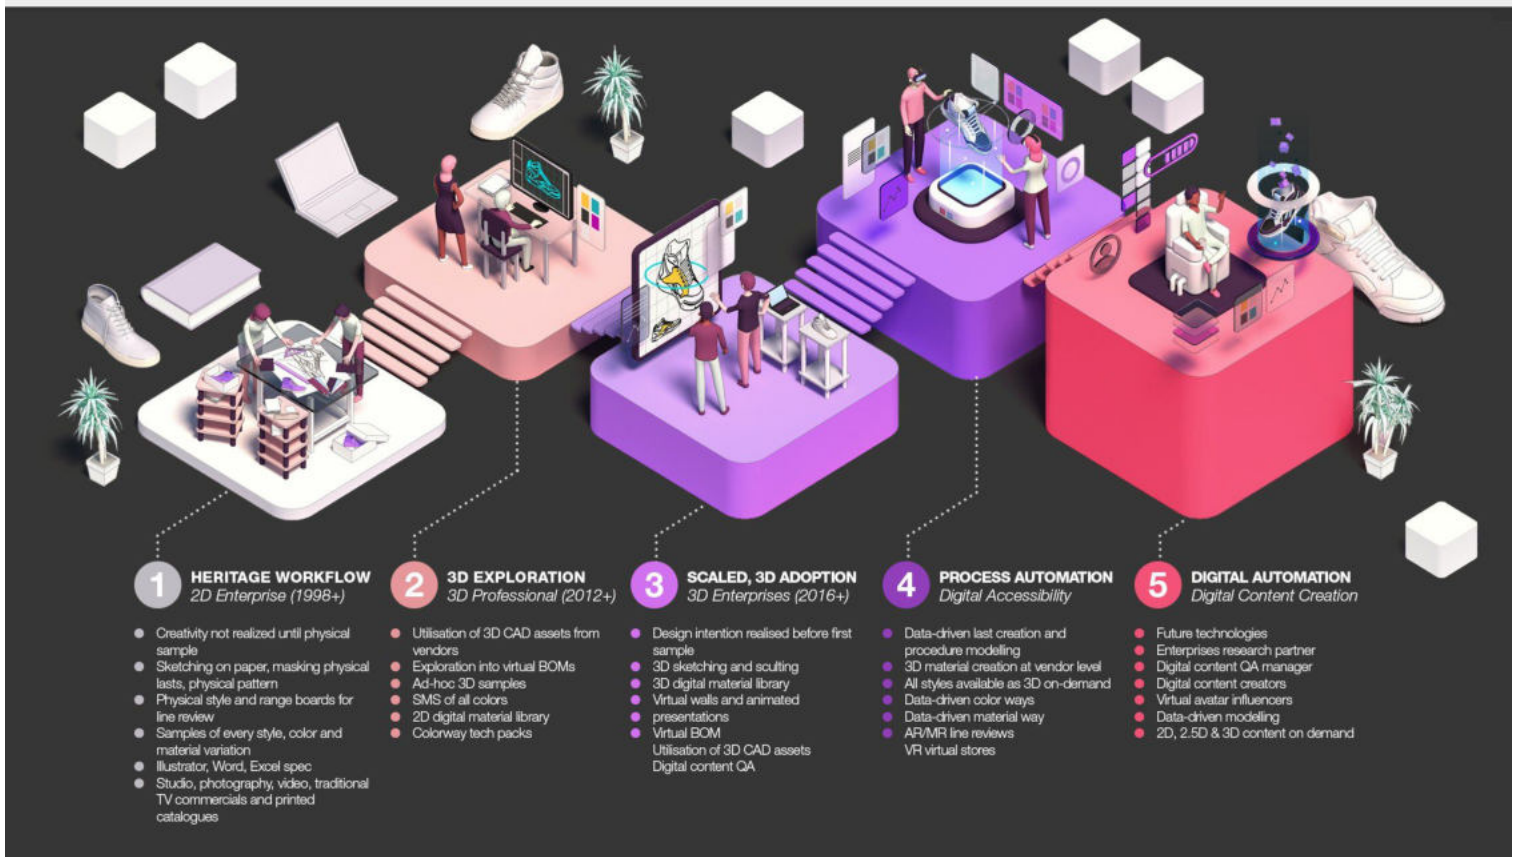 1
HERITAGE WORKFLOW
2D Enterprise (1998+)
Creativity not realized until physical
sample
Sketching on paper, masking physical
lasts, physical pattern
Physical style and range boards for
line review
Samples of every style, color and
material variation
Illustrator, Word, Excel spec
Studio, photography, video, traditional
TV commercials and printed
catalogues
2
3D EXPLORATION
3D Professional (2012+)
Utilisation of 3D CAD assets from
vendors
Exploration into virtual BOMs
Ad-hoc 3D samples
SMS of all colors
2D digital material library
Colorway tech packs
3
SCALED, 3D ADOPTION
3D Enterprises (2016+)
Design intention realised before first
sample
3D sketching and sculting
3D digital material library
Virtual walls and animated
presentations
Virtual BOM
Utilisation of 3D CAD assets
Digital content QA
4
PROCESS AUTOMATION
Digital Accessibility
Data-driven last creation and
procedure modelling
3D material creation at vendor level
All styles available as 3D on-demand
Data-driven color ways
Data-driven material way
AR/MR line reviews
VR virtual stores
5
DIGITAL AUTOMATION
Digital Content Creation
Future technologies
Enterprises research partner
Digital content QA manager
Digital content creators
Virtual avatar influencers
Data-driven modelling
2D, 2.5D & 3D content on demand